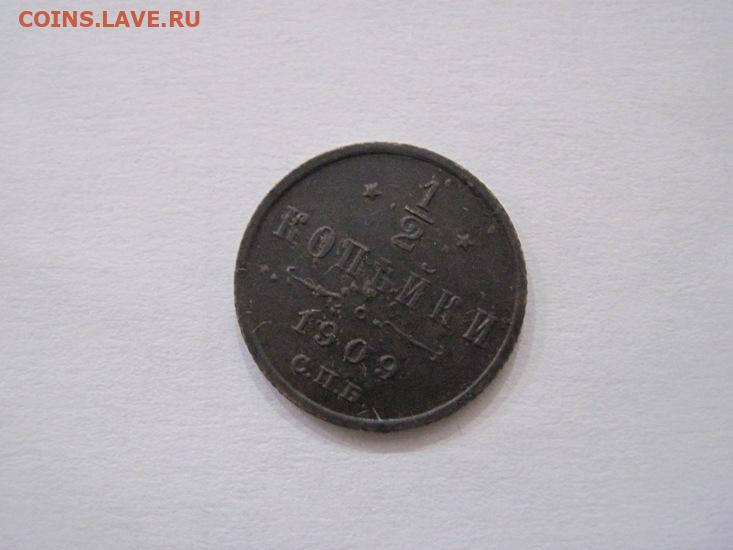 COINS.LAVE.RU
* 1/2 *
КОПѢЙКИ
1909
С.П.Б.